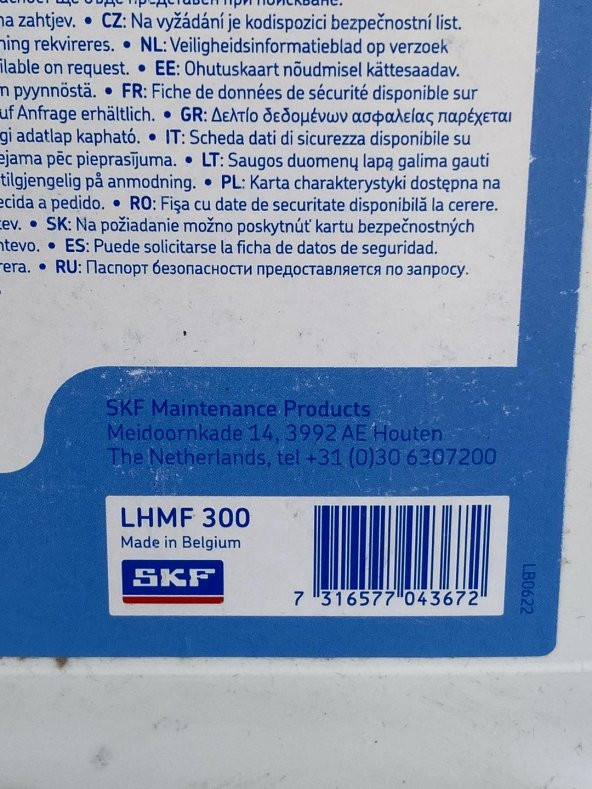 ще бъде представен при поискване.
na zahtjev. • CZ: Na vyžádání je kodispozici bezpečnostní list.
ning rekvireres. • NL: Veiligheidsinformatieblad op verzoek
ilable on request. • EE: Ohutuskaart nõudmisel kättesaadav.
n pyynnöstä. • FR: Fiche de données de sécurité disponible sur
uf Anfrage erhältlich. • GR: Δελτίο δεδομένων ασφαλείας παρέχεται
gi adatlap kapható. • IT: Scheda dati di sicurezza disponibile su
ejama pēc pieprasījuma. • LT: Saugos duomenų lapą galima gauti
tilgjengelig på anmodning. • PL: Karta charakterystyki dostępna na
ecida a pedido. • RO: Fişa cu date de securitate disponibilă la cerere.
tev. • SK: Na požiadanie možno poskytnúť kartu bezpečnostných
ntevo. • ES: Puede solicitarse la ficha de datos de seguridad.
rera. • RU: Паспорт безопасности предоставляется по запросу.
SKF Maintenance Products
Meidoornkade 14, 3992 AE Houten
The Netherlands, tel +31 (0)30 6307200
LHMF 300
Made in Belgium
SKF
7 316577 043672
LB0622